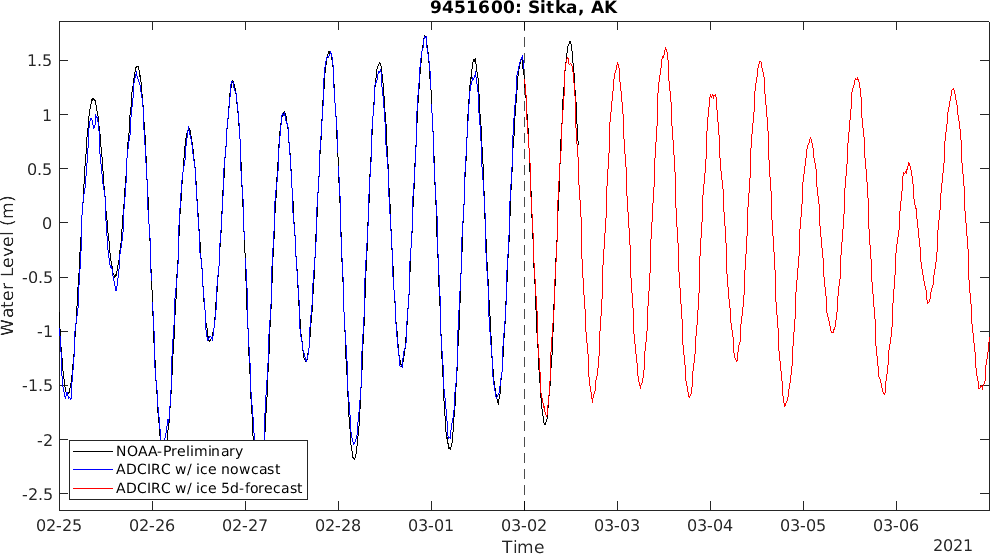 9451600: Sitka, AK
Water Level (m)
1.5
1
0.5
0
-0.5
-1
-1.5
-2
-2.5
NOAA-Preliminary
ADCIRC w/ ice nowcast
ADCIRC w/ ice 5d-forecast
02-25 02-26 02-27 02-28 03-01 03-02 03-03 03-04 03-05 03-06
Time
2021